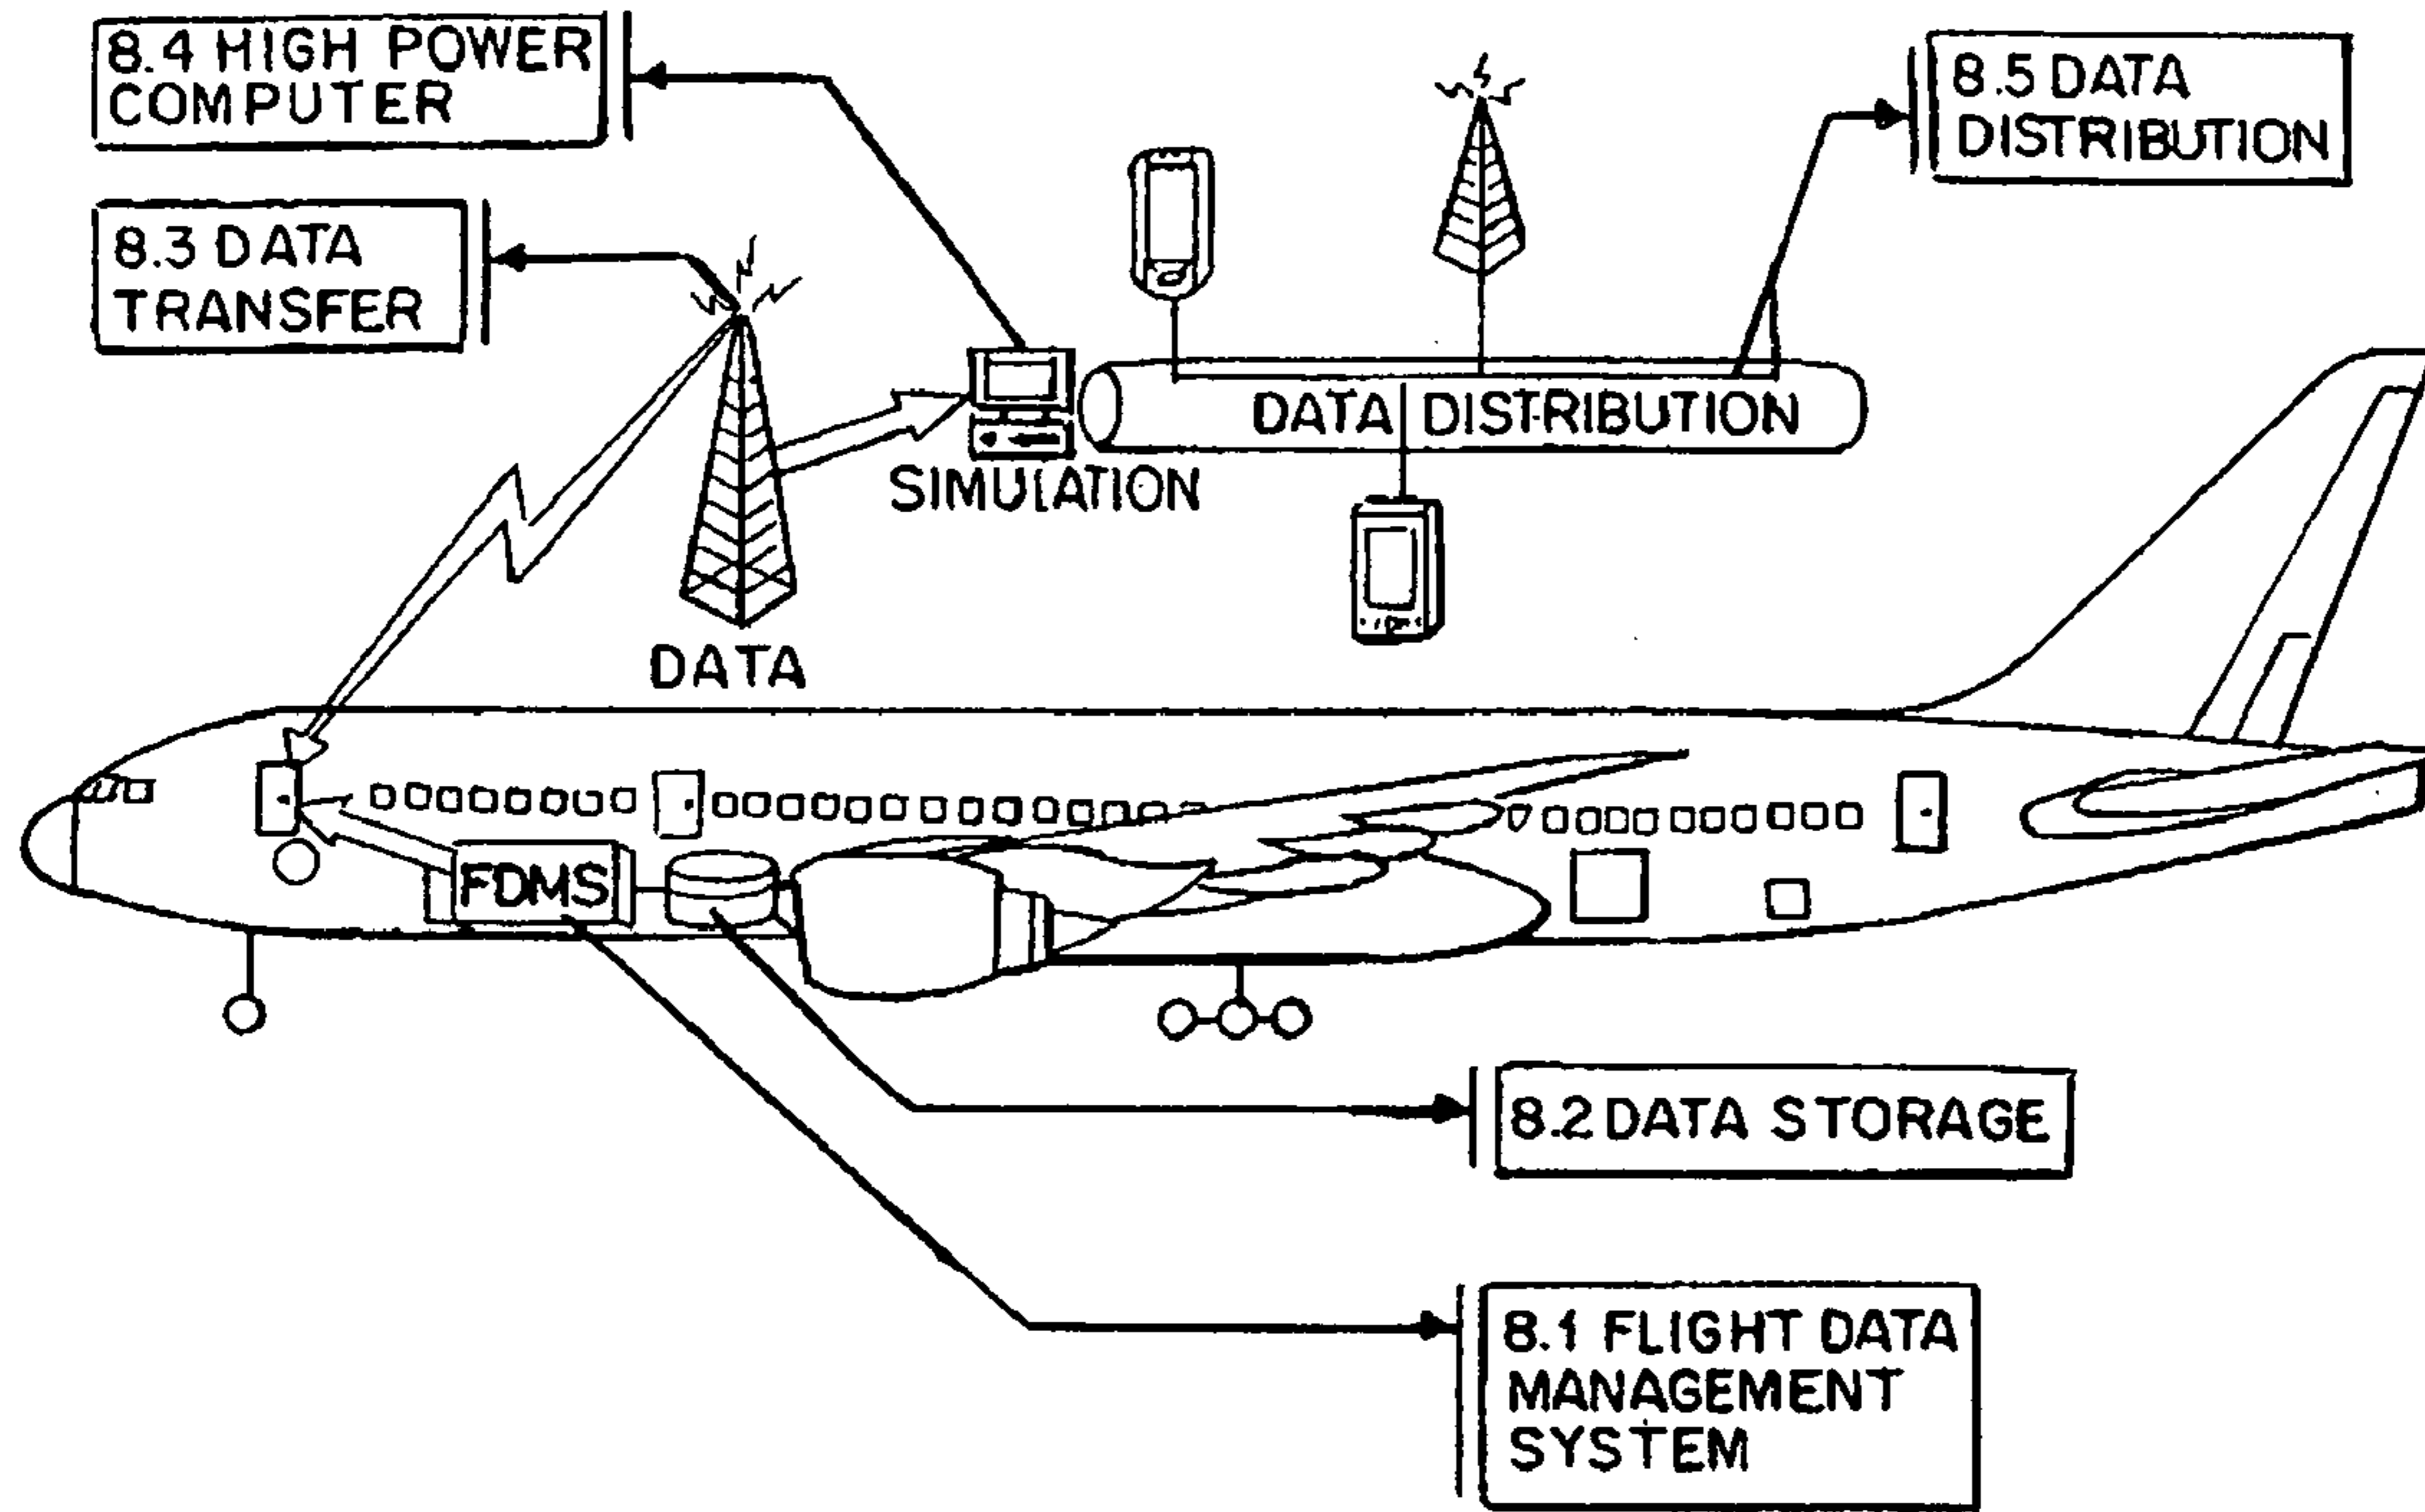 8.4 HIGH POWER
COMPUTER
8.5 DATA
DISTRIBUTION
8.3 DATA
TRANSFER
DATA DISTRIBUTION
SIMULATION
DATA
FDMS
8.2 DATA STORAGE
8.1 FLIGHT DATA
MANAGEMENT
SYSTEM